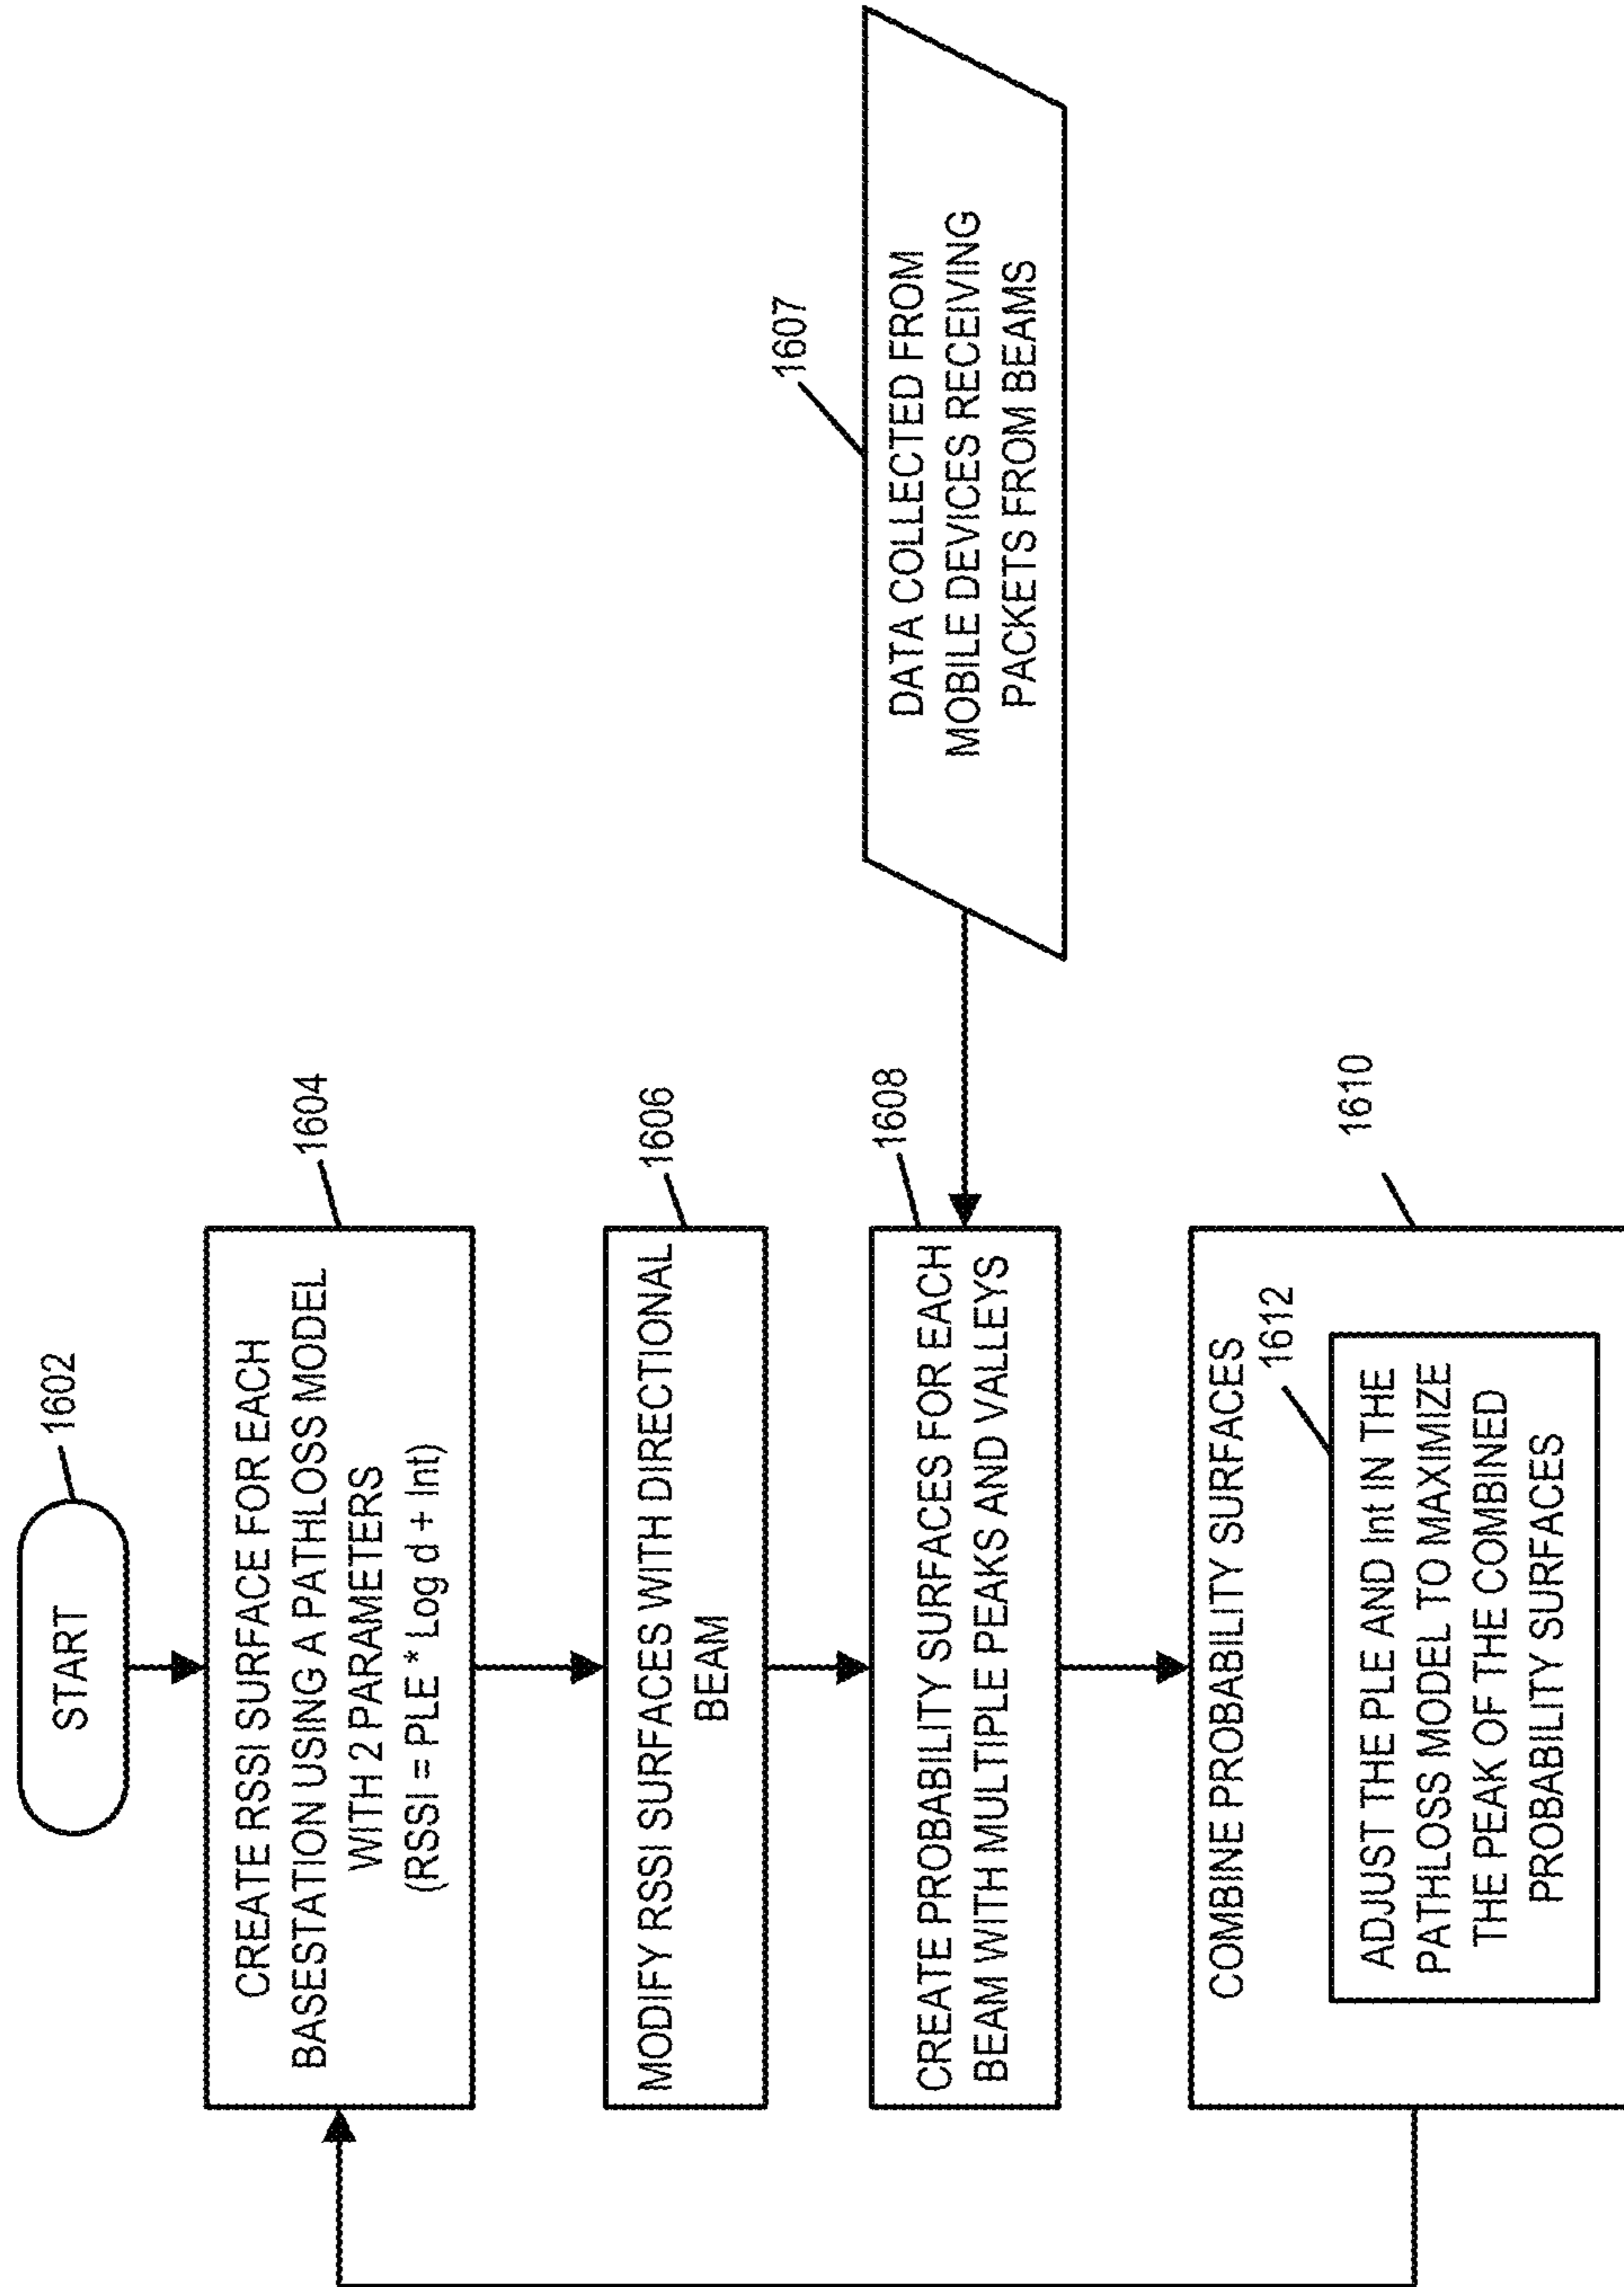 START
1602
CREATE RSSI SURFACE FOR EACH
BASESTATION USING A PATHLOSS MODEL
WITH 2 PARAMETERS
(RSSI = PLE * Log d + Int)
1604
MODIFY RSSI SURFACES WITH DIRECTIONAL
BEAM
1606
DATA COLLECTED FROM
MOBILE DEVICES RECEIVING
PACKETS FROM BEAMS
1607
CREATE PROBABILITY SURFACES FOR EACH
BEAM WITH MULTIPLE PEAKS AND VALLEYS
1608
COMBINE PROBABILITY SURFACES
1610
1612
ADJUST THE PLE AND Int IN THE
PATHLOSS MODEL TO MAXIMIZE
THE PEAK OF THE COMBINED
PROBABILITY SURFACES